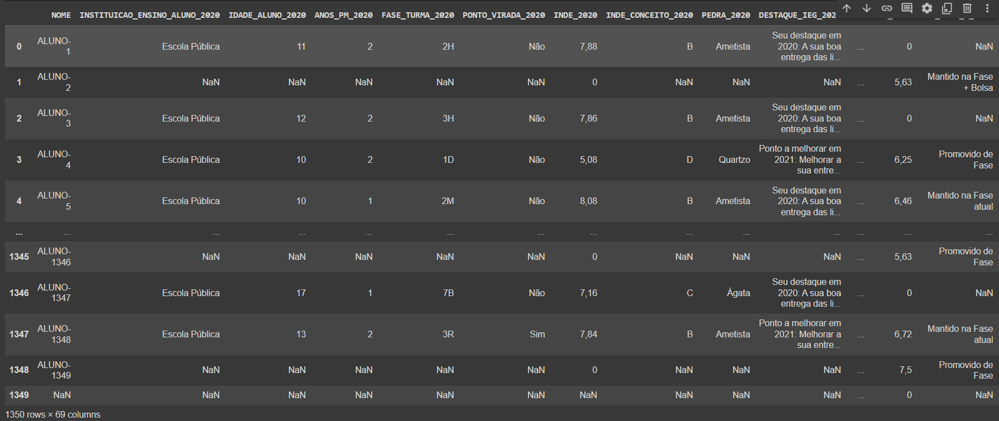 NOME INSTITUICAO_ENSINO_ALUNO_2020 IDADE_ALUNO_2020 ANOS_PM_2020 FASE_TURMA_2020 PONTO_VIRADA_2020 INDE_2020 INDE_CONCEITO_2020 PEDRA_2020 DESTAQUE_IEG_202
0 ALUNO-1 Escola Pública 11 2 2H Não 7,88 B Ametista Seu destaque em 2020: A sua boa entrega das li... ... 0 NaN
1 ALUNO-2 NaN NaN NaN NaN NaN 0 NaN NaN NaN ... 5,63 Mantido na Fase + Bolsa
2 ALUNO-3 Escola Pública 12 2 3H Não 7,86 B Ametista Seu destaque em 2020: A sua boa entrega das li... ... 0 NaN
3 ALUNO-4 Escola Pública 10 2 1D Não 5,08 D Quartzo Ponto a melhorar em 2021: Melhorar a sua entre... ... 6,25 Promovido de Fase
4 ALUNO-5 Escola Pública 10 1 2M Não 8,08 B Ametista Seu destaque em 2020: A sua boa entrega das li... ... 6,46 Mantido na Fase atual
... ... ... ... ... ... ... ... ... ... ... ... ... ...
1345 ALUNO-1346 NaN NaN NaN NaN NaN 0 NaN NaN NaN ... 5,63 Promovido de Fase
1346 ALUNO-1347 Escola Pública 17 1 7B Não 7,16 C Ágata Seu destaque em 2020: A sua boa entrega das li... ... 0 NaN
1347 ALUNO-1348 Escola Pública 13 2 3R Sim 7,84 B Ametista Ponto a melhorar em 2021: Melhorar a sua entre... ... 6,72 Mantido na Fase atual
1348 ALUNO-1349 NaN NaN NaN NaN NaN 0 NaN NaN NaN ... 7,5 Promovido de Fase
1349 NaN NaN NaN NaN NaN NaN NaN NaN NaN NaN ... 0 NaN
1350 rows × 69 columns